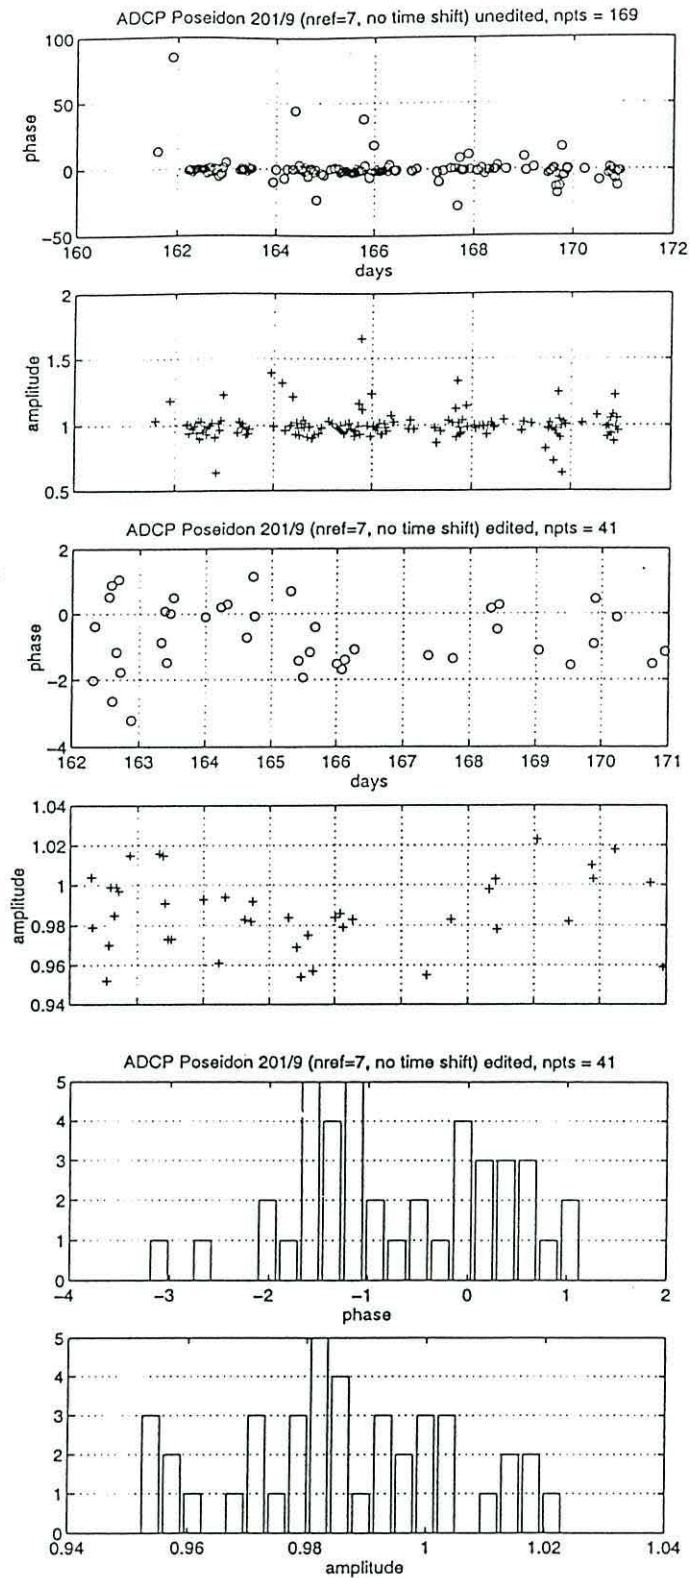 ADCP Poseidon 201/9 (nref=7, no time shift) unedited, npts = 169
100
50
0
−50
phase
160 162 164 166 168 170 172
days
2
1.5
1
0.5
amplitude
ADCP Poseidon 201/9 (nref=7, no time shift) edited, npts = 41
2
0
−2
−4
phase
162 163 164 165 166 167 168 169 170 171
days
1.04
1.02
1
0.98
0.96
0.94
amplitude
ADCP Poseidon 201/9 (nref=7, no time shift) edited, npts = 41
5
4
3
2
1
0
−4 −3 −2 −1 0 1 2
phase
5
4
3
2
1
0
0.94 0.96 0.98 1 1.02 1.04
amplitude